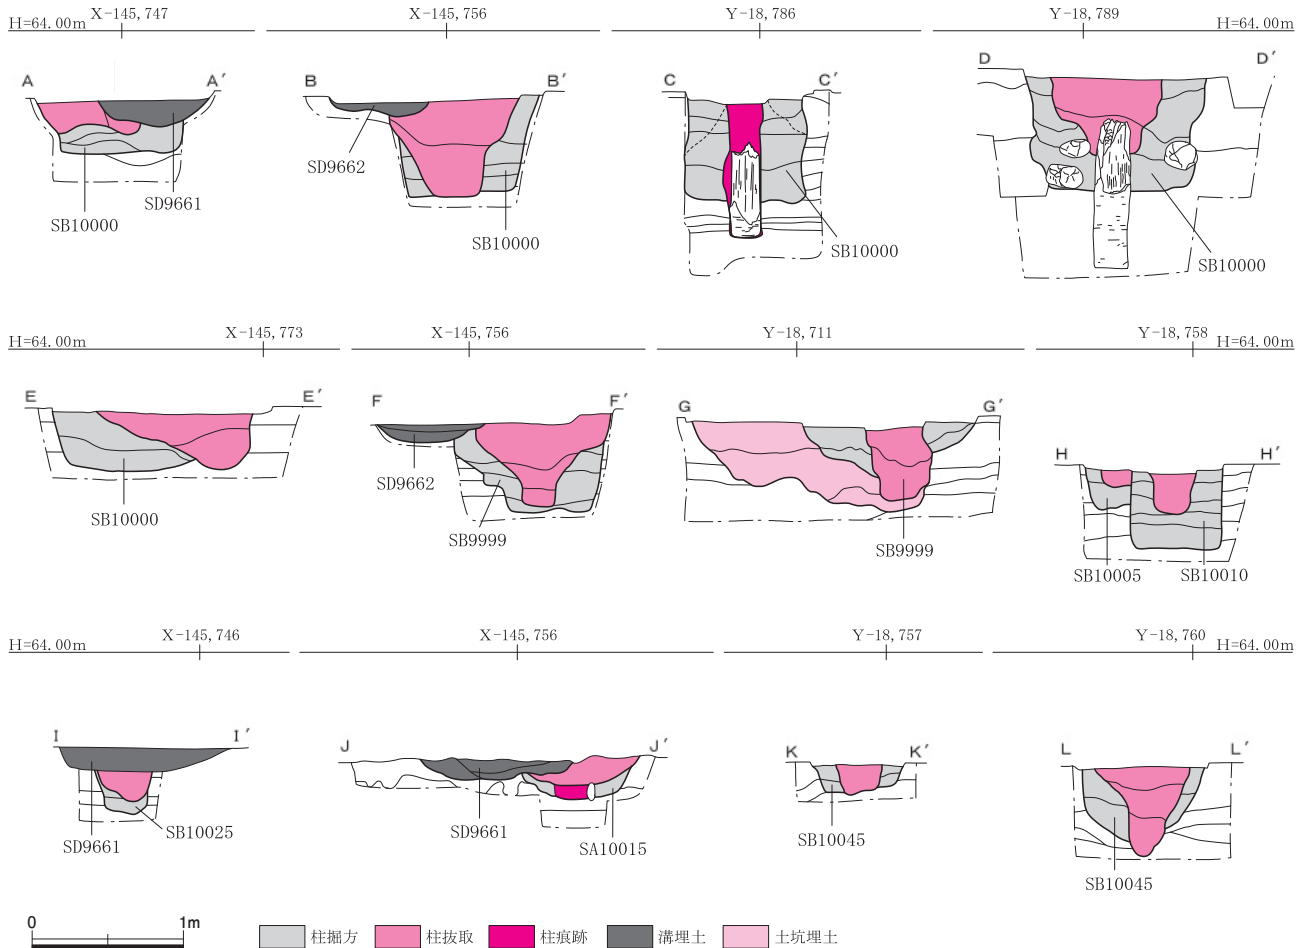 H=64.00m X-145,747 X-145,756 Y-18,786 Y-18,789 H=64.00m
A A′ B B′ C C′ D D′
SD9662
SD9661
SB10000
SB10000
SB10000
SB10000
H=64.00m X-145,773 X-145,756 Y-18,711 Y-18,758 H=64.00m
E E′ F F′ G G′ H H′
SD9662
SB10000
SB9999
SB9999
SB10005 SB10010
H=64.00m X-145,746 X-145,756 Y-18,757 Y-18,760 H=64.00m
I I′ J J′ K K′ L L′
SD9661
SB10025
SD9661
SA10015
SB10045
SB10045
0 1m
柱掘方 柱抜取 柱痕跡 溝埋土 土坑埋土